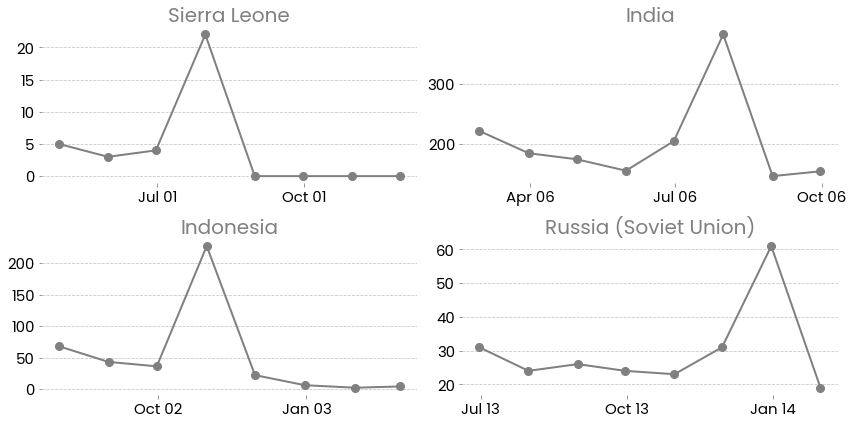 Sierra Leone
20
15
10
5
0
Jul 01 Oct 01
India
300
200
Apr 06 Jul 06 Oct 06
Indonesia
200
150
100
50
0
Oct 02 Jan 03
Russia (Soviet Union)
60
50
40
30
20
Jul 13 Oct 13 Jan 14